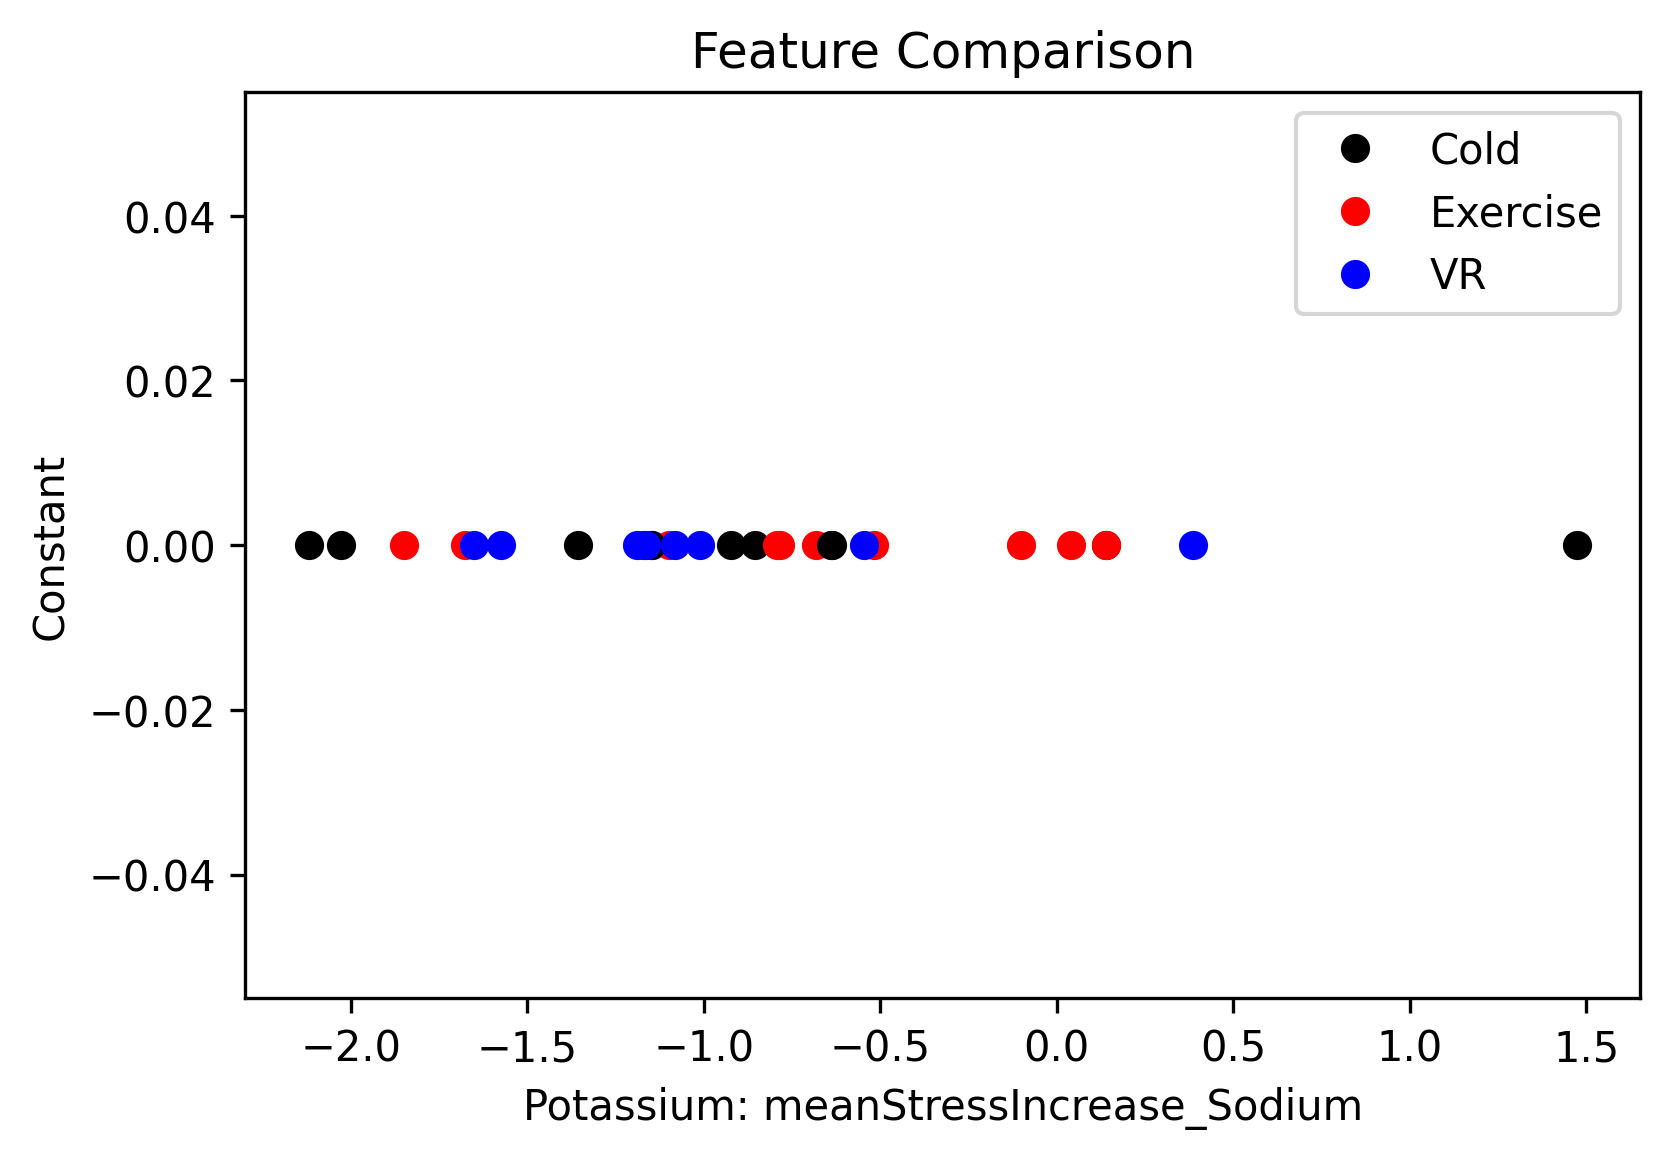 Feature Comparison
Cold
Exercise
VR
0.04
0.02
0.00
−0.02
−0.04
Constant
−2.0 −1.5 −1.0 −0.5 0.0 0.5 1.0 1.5
Potassium: meanStressIncrease_Sodium